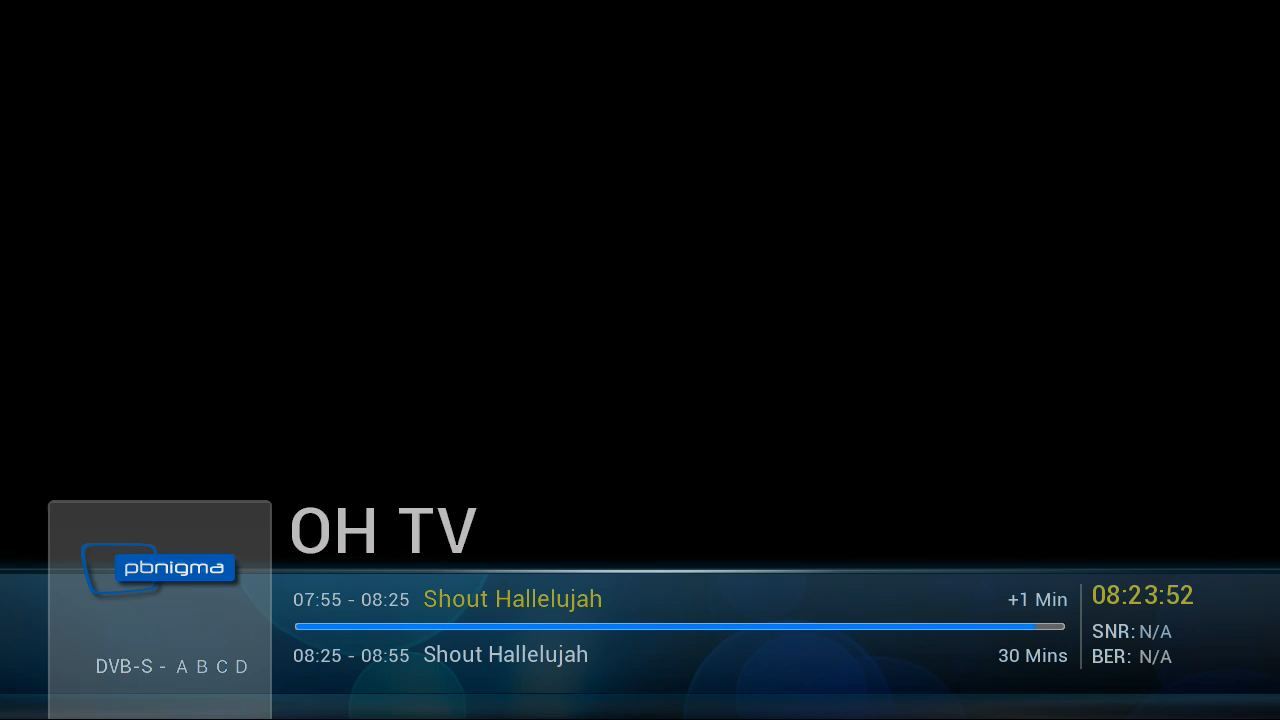 OH TV
pbnigma
07:55 - 08:25 Shout Hallelujah +1 Min
08:23:52
SNR: N/A
08:25 - 08:55 Shout Hallelujah 30 Mins
BER: N/A
DVB-S - A B C D